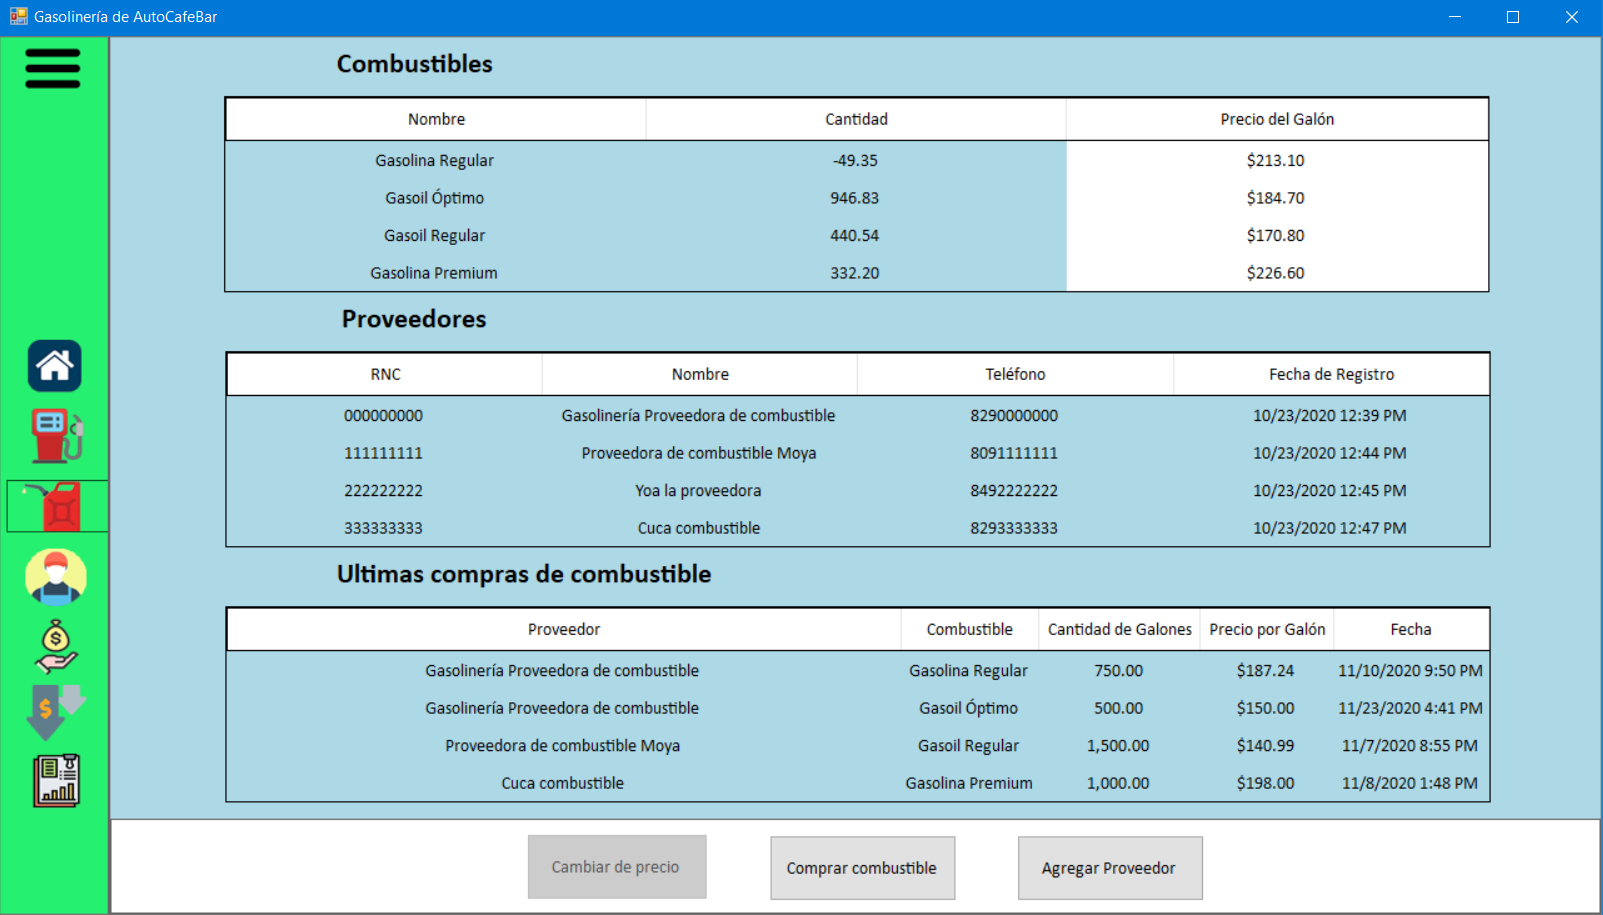 Gasolinería de AutoCafeBar
Combustibles
Nombre Cantidad Precio del Galón
Gasolina Regular -49.35 $213.10
Gasoil Óptimo 946.83 $184.70
Gasoil Regular 440.54 $170.80
Gasolina Premium 332.20 $226.60
Proveedores
RNC Nombre Teléfono Fecha de Registro
000000000 Gasolinería Proveedora de combustible 8290000000 10/23/2020 12:39 PM
111111111 Proveedora de combustible Moya 8091111111 10/23/2020 12:44 PM
222222222 Yoa la proveedora 8492222222 10/23/2020 12:45 PM
333333333 Cuca combustible 8293333333 10/23/2020 12:47 PM
Ultimas compras de combustible
Proveedor Combustible Cantidad de Galones Precio por Galón Fecha
Gasolinería Proveedora de combustible Gasolina Regular 750.00 $187.24 11/10/2020 9:50 PM
Gasolinería Proveedora de combustible Gasoil Óptimo 500.00 $150.00 11/23/2020 4:41 PM
Proveedora de combustible Moya Gasoil Regular 1,500.00 $140.99 11/7/2020 8:55 PM
Cuca combustible Gasolina Premium 1,000.00 $198.00 11/8/2020 1:48 PM
Cambiar de precio Comprar combustible Agregar Proveedor